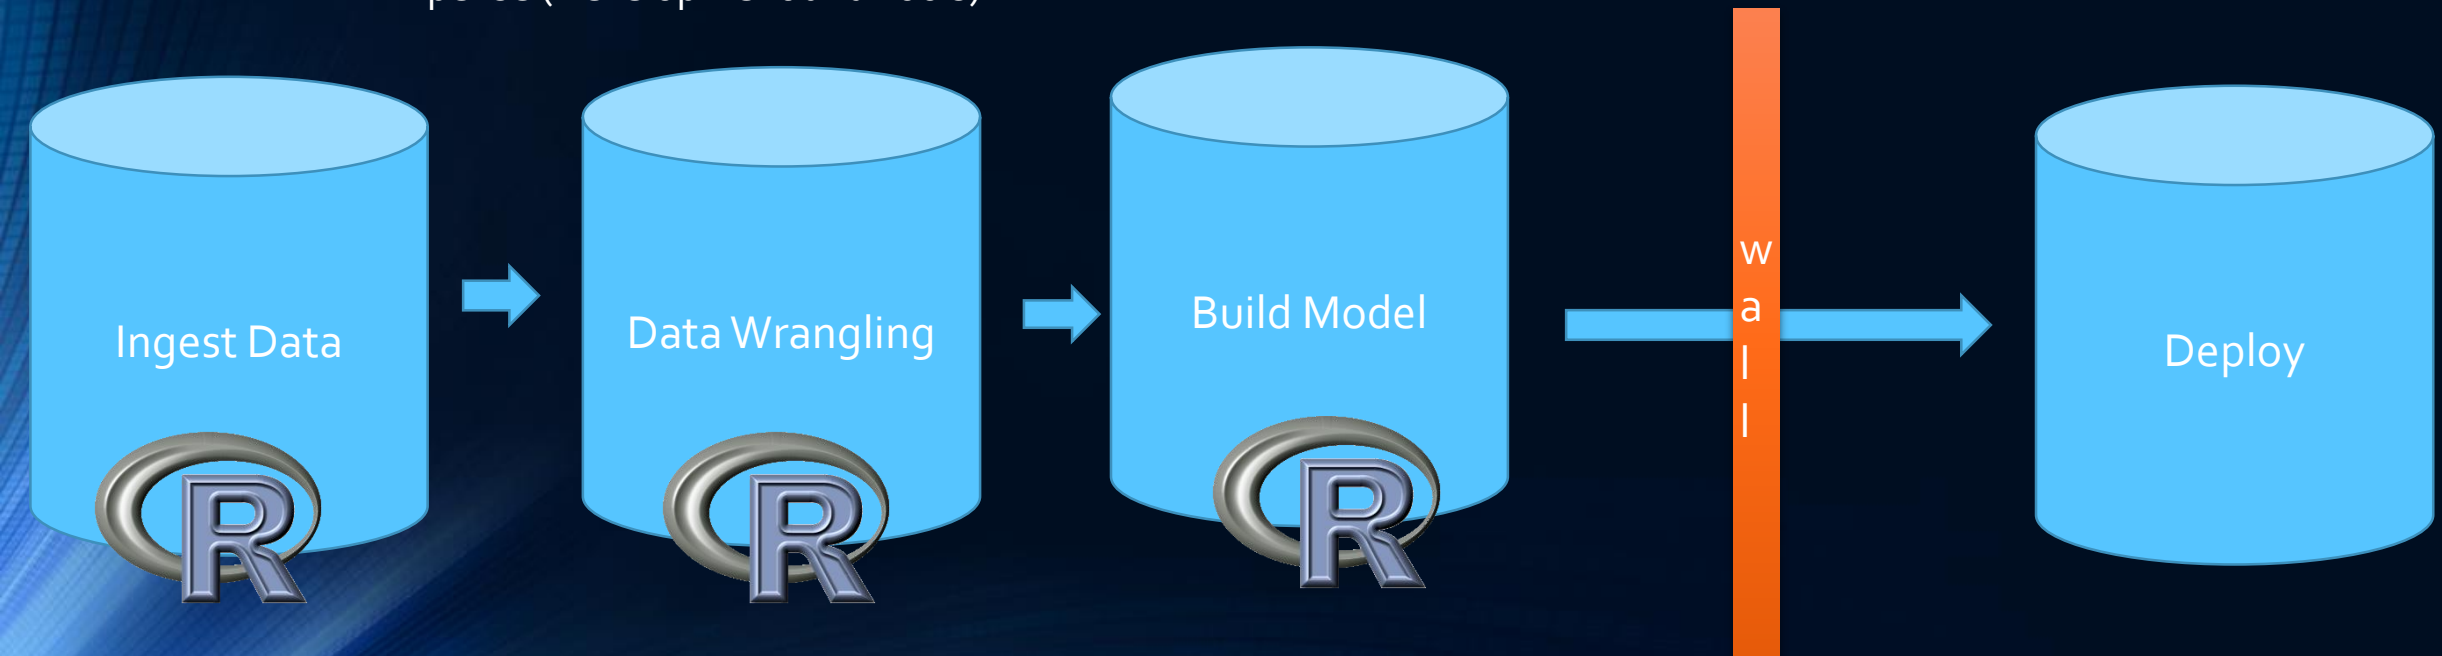 Ingest Data
Data Wrangling
Build Model
w
a
l
l
Deploy
R
R
R